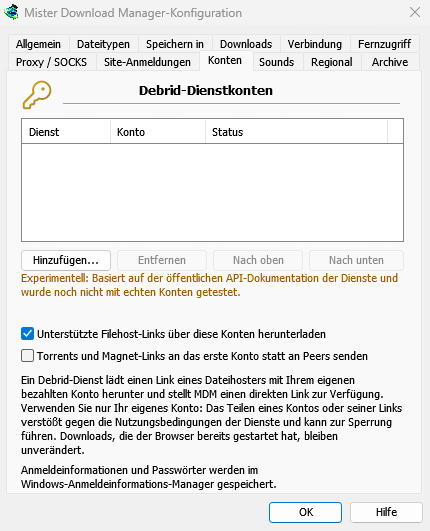 Mister Download Manager-Konfiguration
Allgemein Dateitypen Speichern in Downloads Verbindung Fernzugriff
Proxy / SOCKS Site-Anmeldungen Konten Sounds Regional Archive
Debrid-Dienstkonten
Dienst Konto Status
Hinzufügen... Entfernen Nach oben Nach unten
Experimentell: Basiert auf der öffentlichen API-Dokumentation der Dienste und
wurde noch nicht mit echten Konten getestet.
Unterstützte Filehost-Links über diese Konten herunterladen
Torrents und Magnet-Links an das erste Konto statt an Peers senden
Ein Debrid-Dienst lädt einen Link eines Dateihosters mit Ihrem eigenen
bezahlten Konto herunter und stellt MDM einen direkten Link zur Verfügung.
Verwenden Sie nur Ihr eigenes Konto: Das Teilen eines Kontos oder seiner Links
verstößt gegen die Nutzungsbedingungen der Dienste und kann zur Sperrung
führen. Downloads, die der Browser bereits gestartet hat, bleiben
unverändert.
Anmeldeinformationen und Passwörter werden im
Windows-Anmeldeinformations-Manager gespeichert.
OK Hilfe